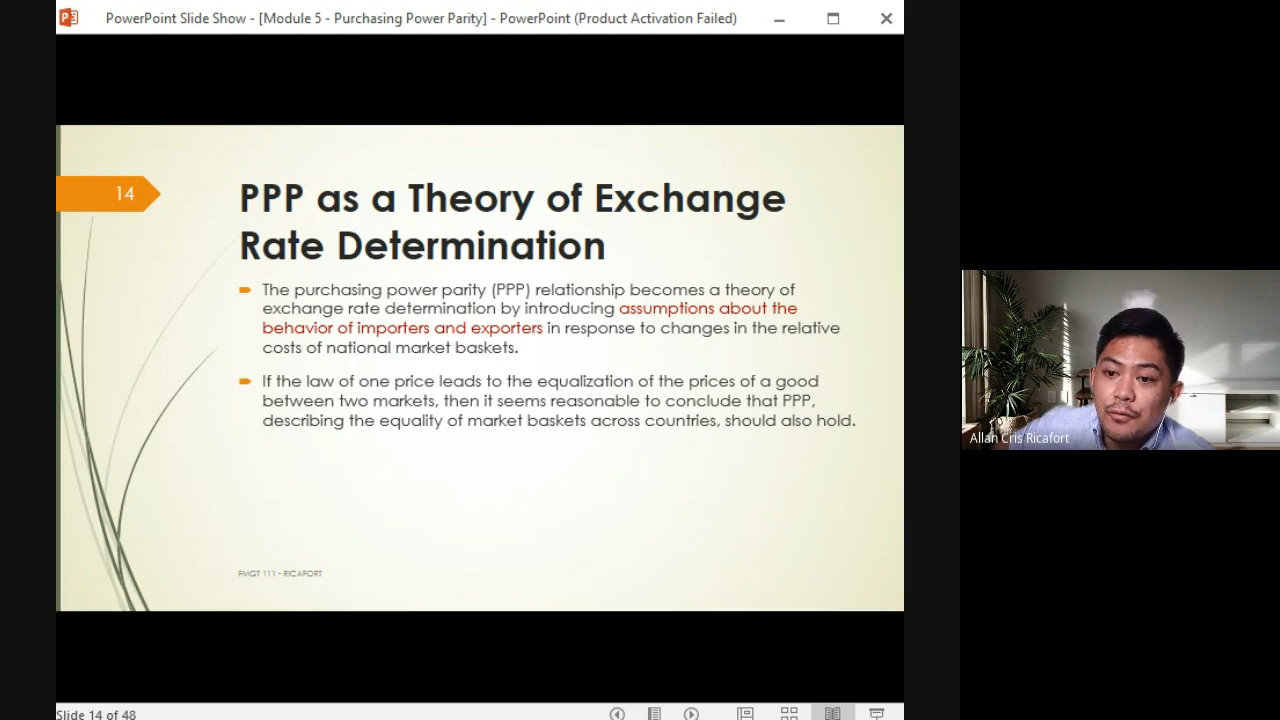 PowerPoint Slide Show - [Module 5 - Purchasing Power Parity] - PowerPoint (Product Activation Failed)
14
PPP as a Theory of Exchange
Rate Determination
The purchasing power parity (PPP) relationship becomes a theory of
exchange rate determination by introducing assumptions about the
behavior of importers and exporters in response to changes in the relative
costs of national market baskets.
If the law of one price leads to the equalization of the prices of a good
between two markets, then it seems reasonable to conclude that PPP,
describing the equality of market baskets across countries, should also hold.
FMGT 111 - RICAFORT
Allan Cris Ricafort
Slide 14 of 48